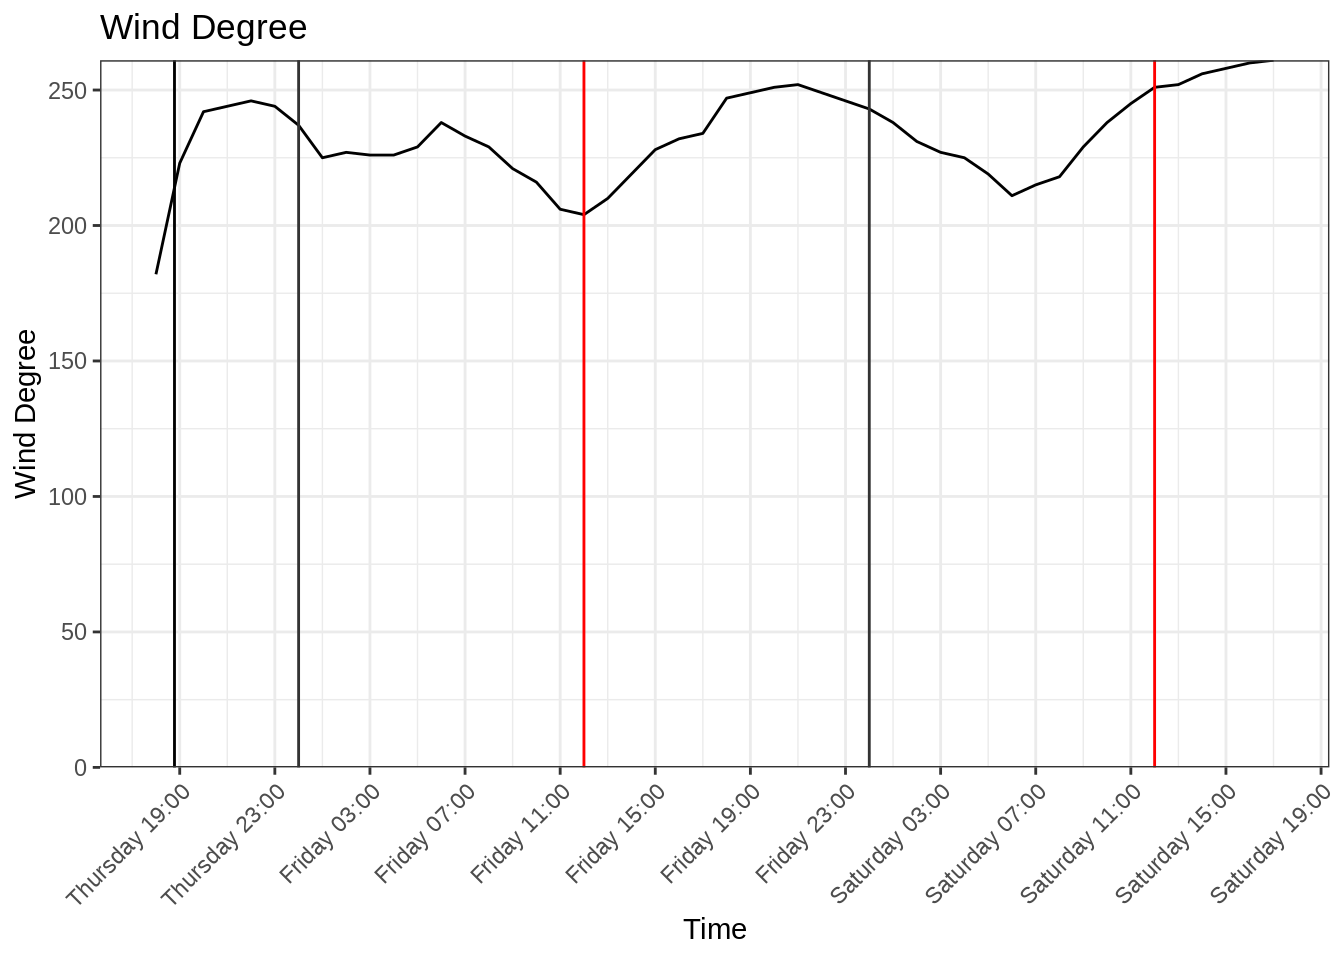 Wind Degree
Wind Degree
250
200
150
100
50
0
Thursday 19:00
Thursday 23:00
Friday 03:00
Friday 07:00
Friday 11:00
Friday 15:00
Friday 19:00
Friday 23:00
Saturday 03:00
Saturday 07:00
Saturday 11:00
Saturday 15:00
Saturday 19:00
Time